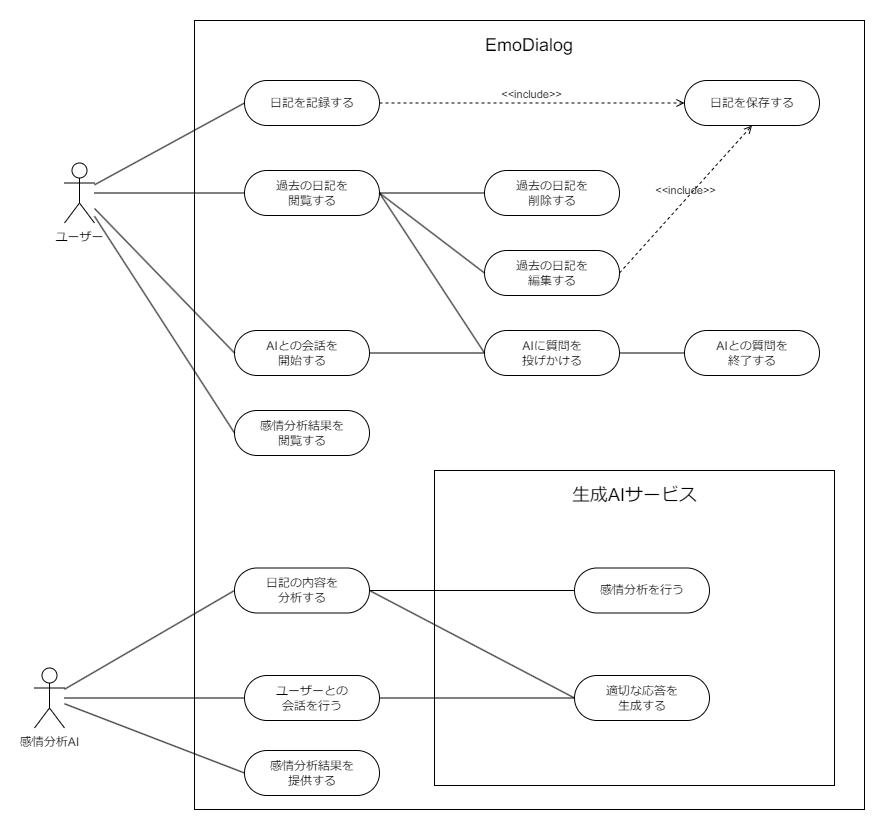 EmoDialog
日記を記録する
<<include>>
日記を保存する
過去の日記を
閲覧する
過去の日記を
削除する
<<include>>
ユーザー
過去の日記を
編集する
AIとの会話を
開始する
AIに質問を
投げかける
AIとの質問を
終了する
感情分析結果を
閲覧する
生成AIサービス
日記の内容を
分析する
感情分析を行う
ユーザーとの
会話を行う
適切な応答を
生成する
感情分析AI
感情分析結果を
提供する